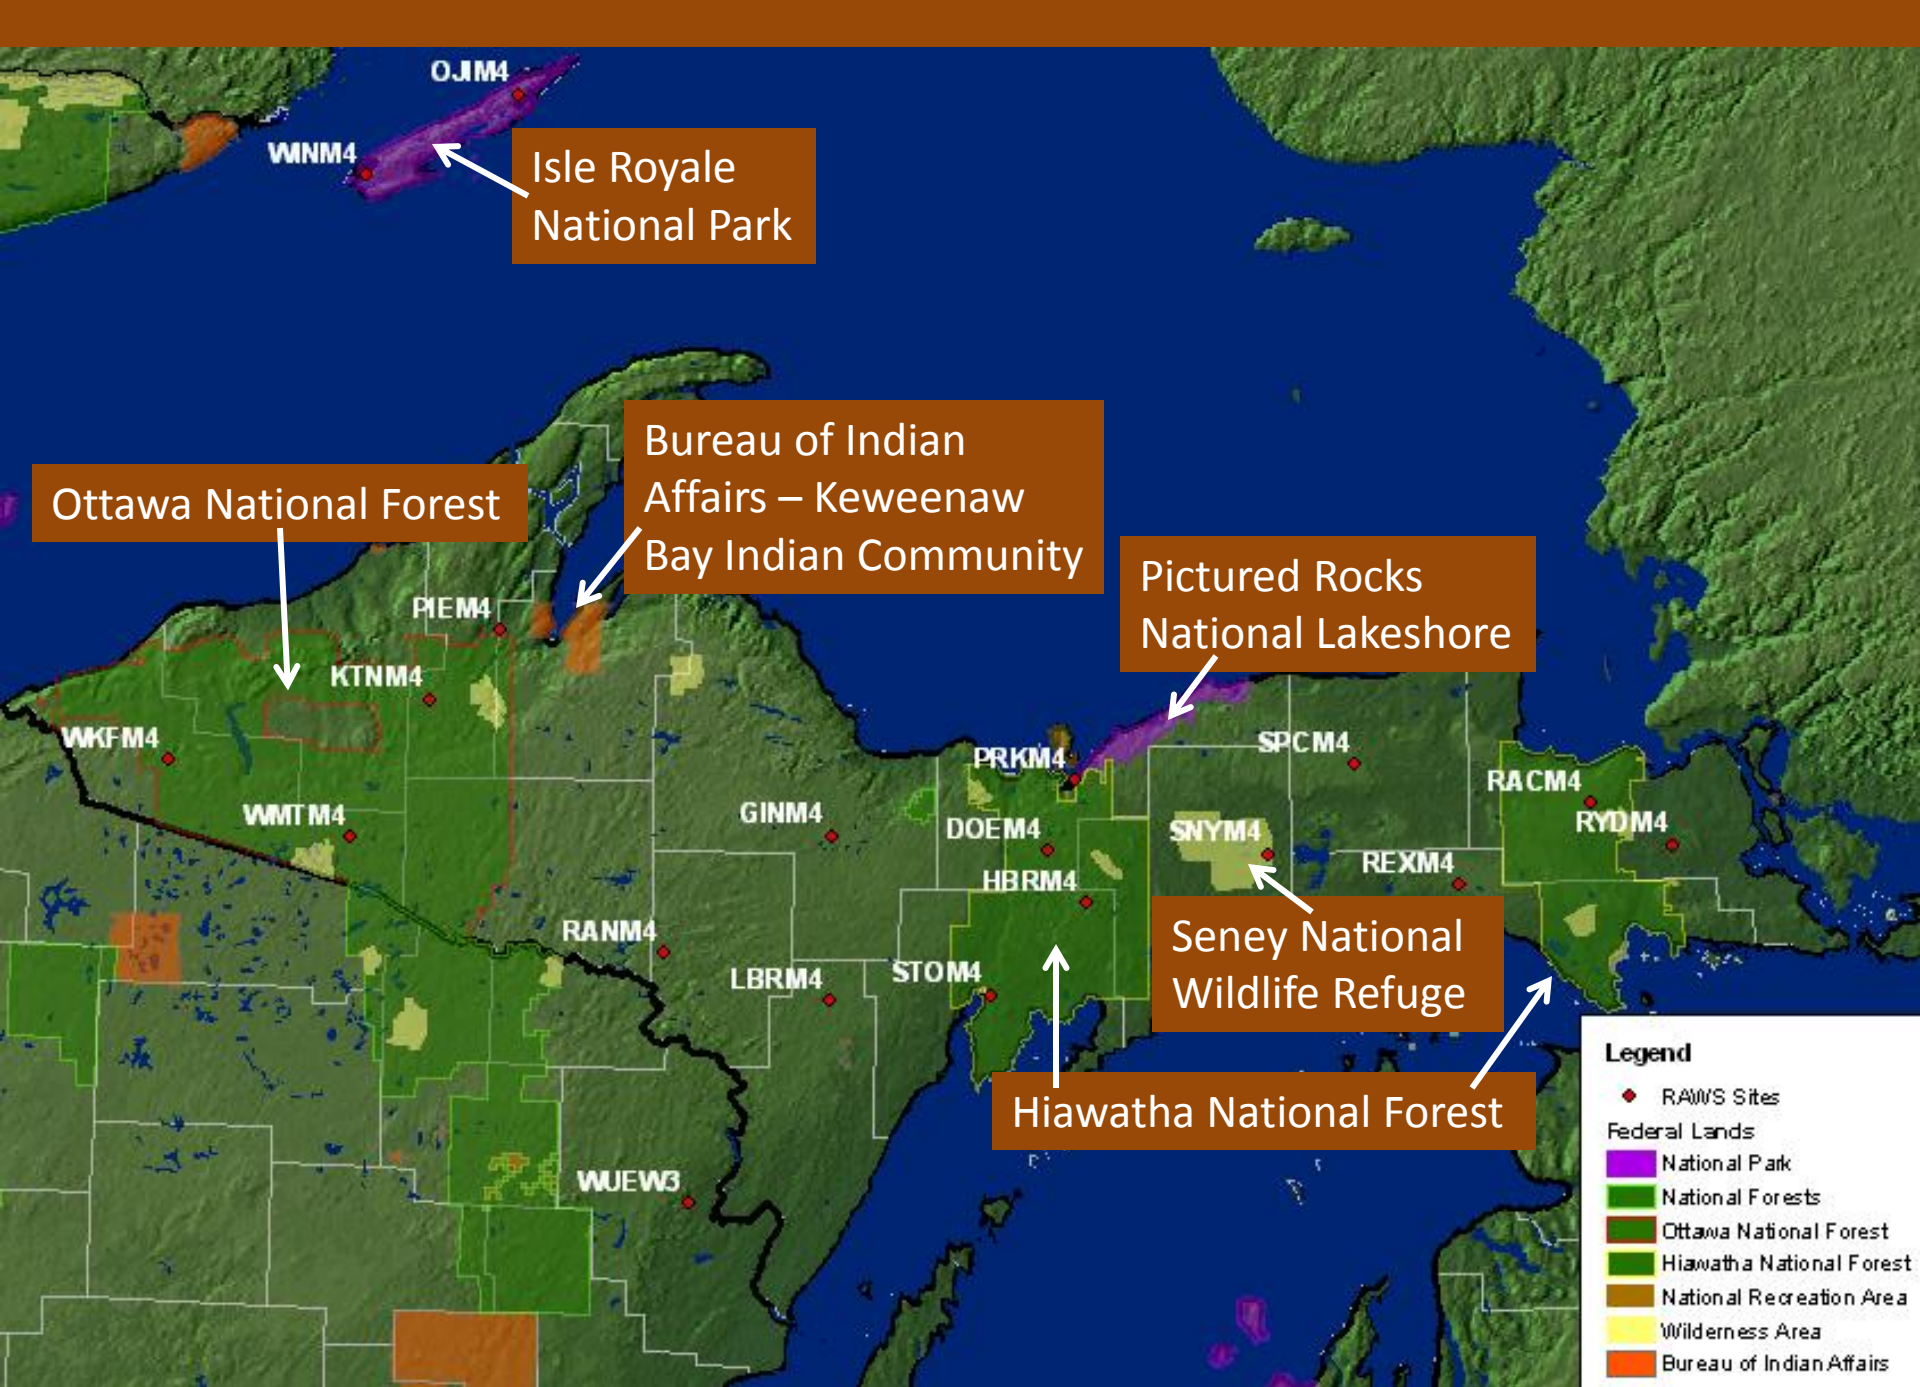 OJIM4
WINM4
Isle Royale
National Park
Bureau of Indian
Affairs – Keweenaw
Bay Indian Community
Ottawa National Forest
Pictured Rocks
National Lakeshore
PIEM4
KTNM4
WKFM4
PRKM4
SPCM4
RACM4
WMTM4
GINM4
DOEM4
SNYM4
RYDM4
REXM4
HBRM4
RANM4
LBRM4
STOM4
Seney National
Wildlife Refuge
Hiawatha National Forest
WUEW3
Legend
RAWS Sites
Federal Lands
National Park
National Forests
Ottawa National Forest
Hiawatha National Forest
National Recreation Area
Wilderness Area
Bureau of Indian Affairs